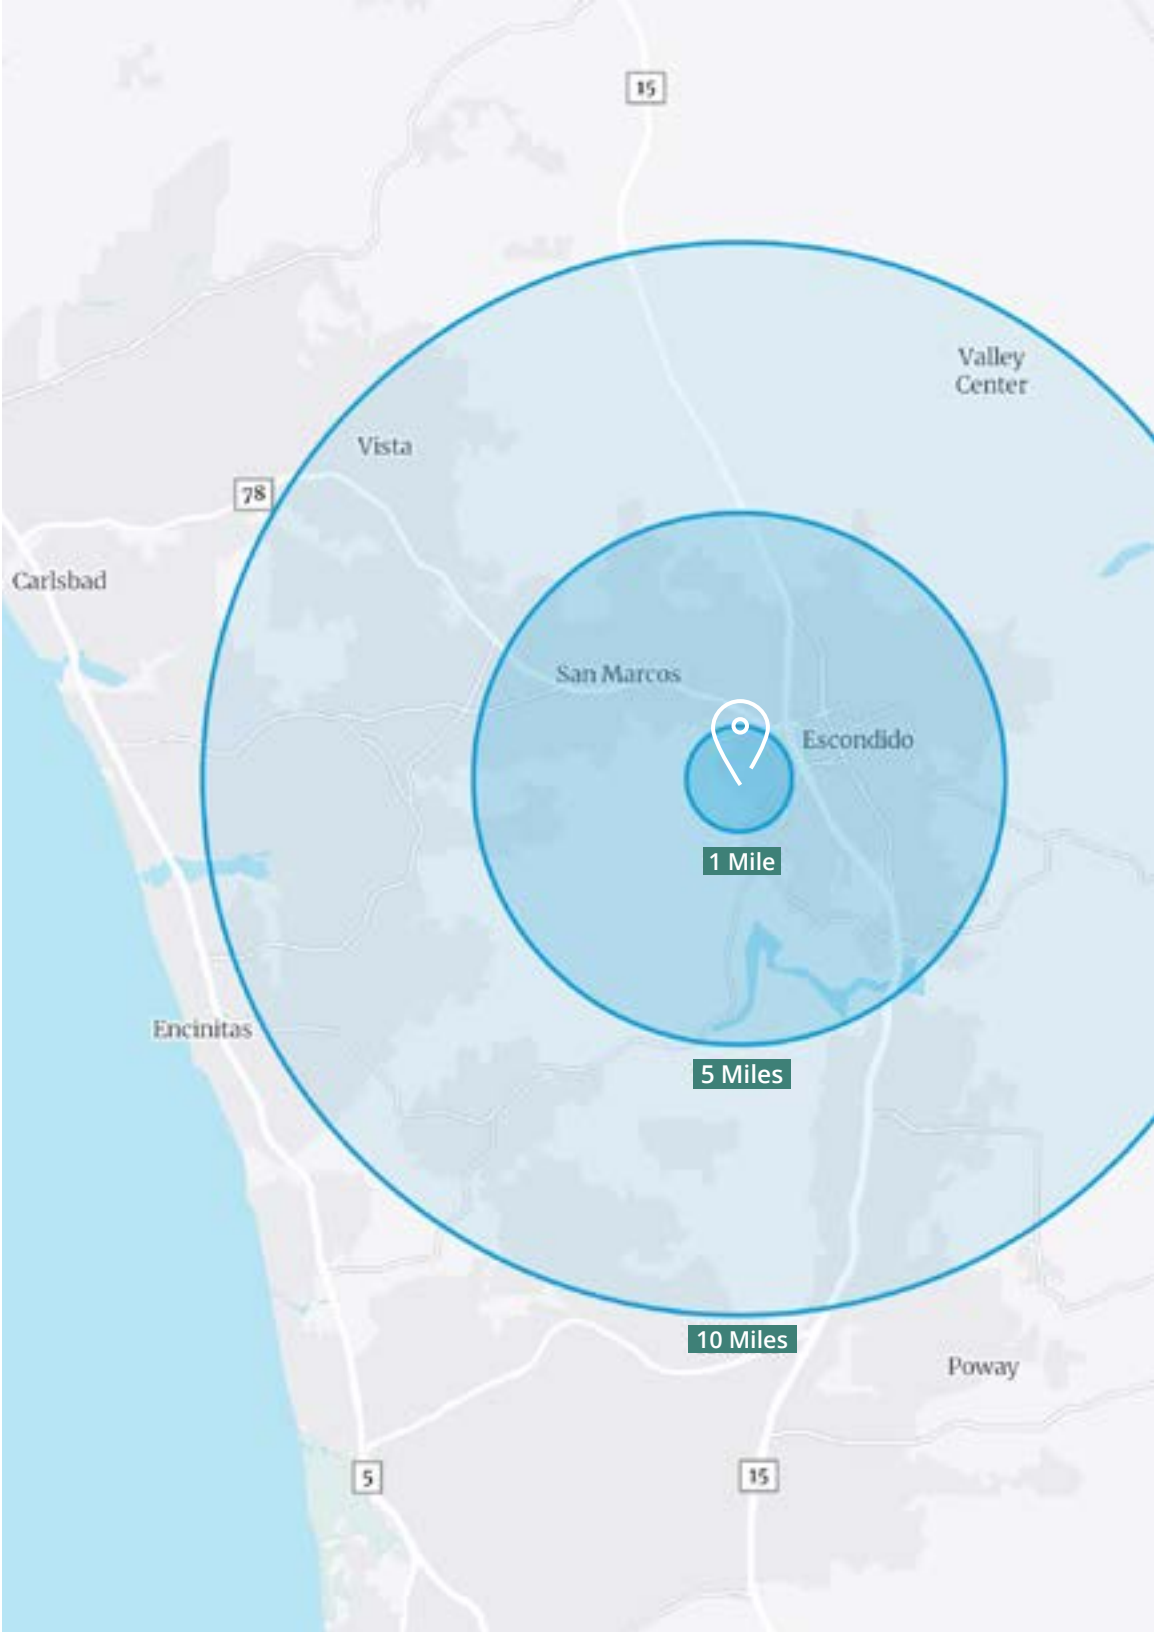 15
Valley
Center
Vista
78
Carlsbad
San Marcos
Escondido
1 Mile
Encinitas
5 Miles
10 Miles
Poway
5
15